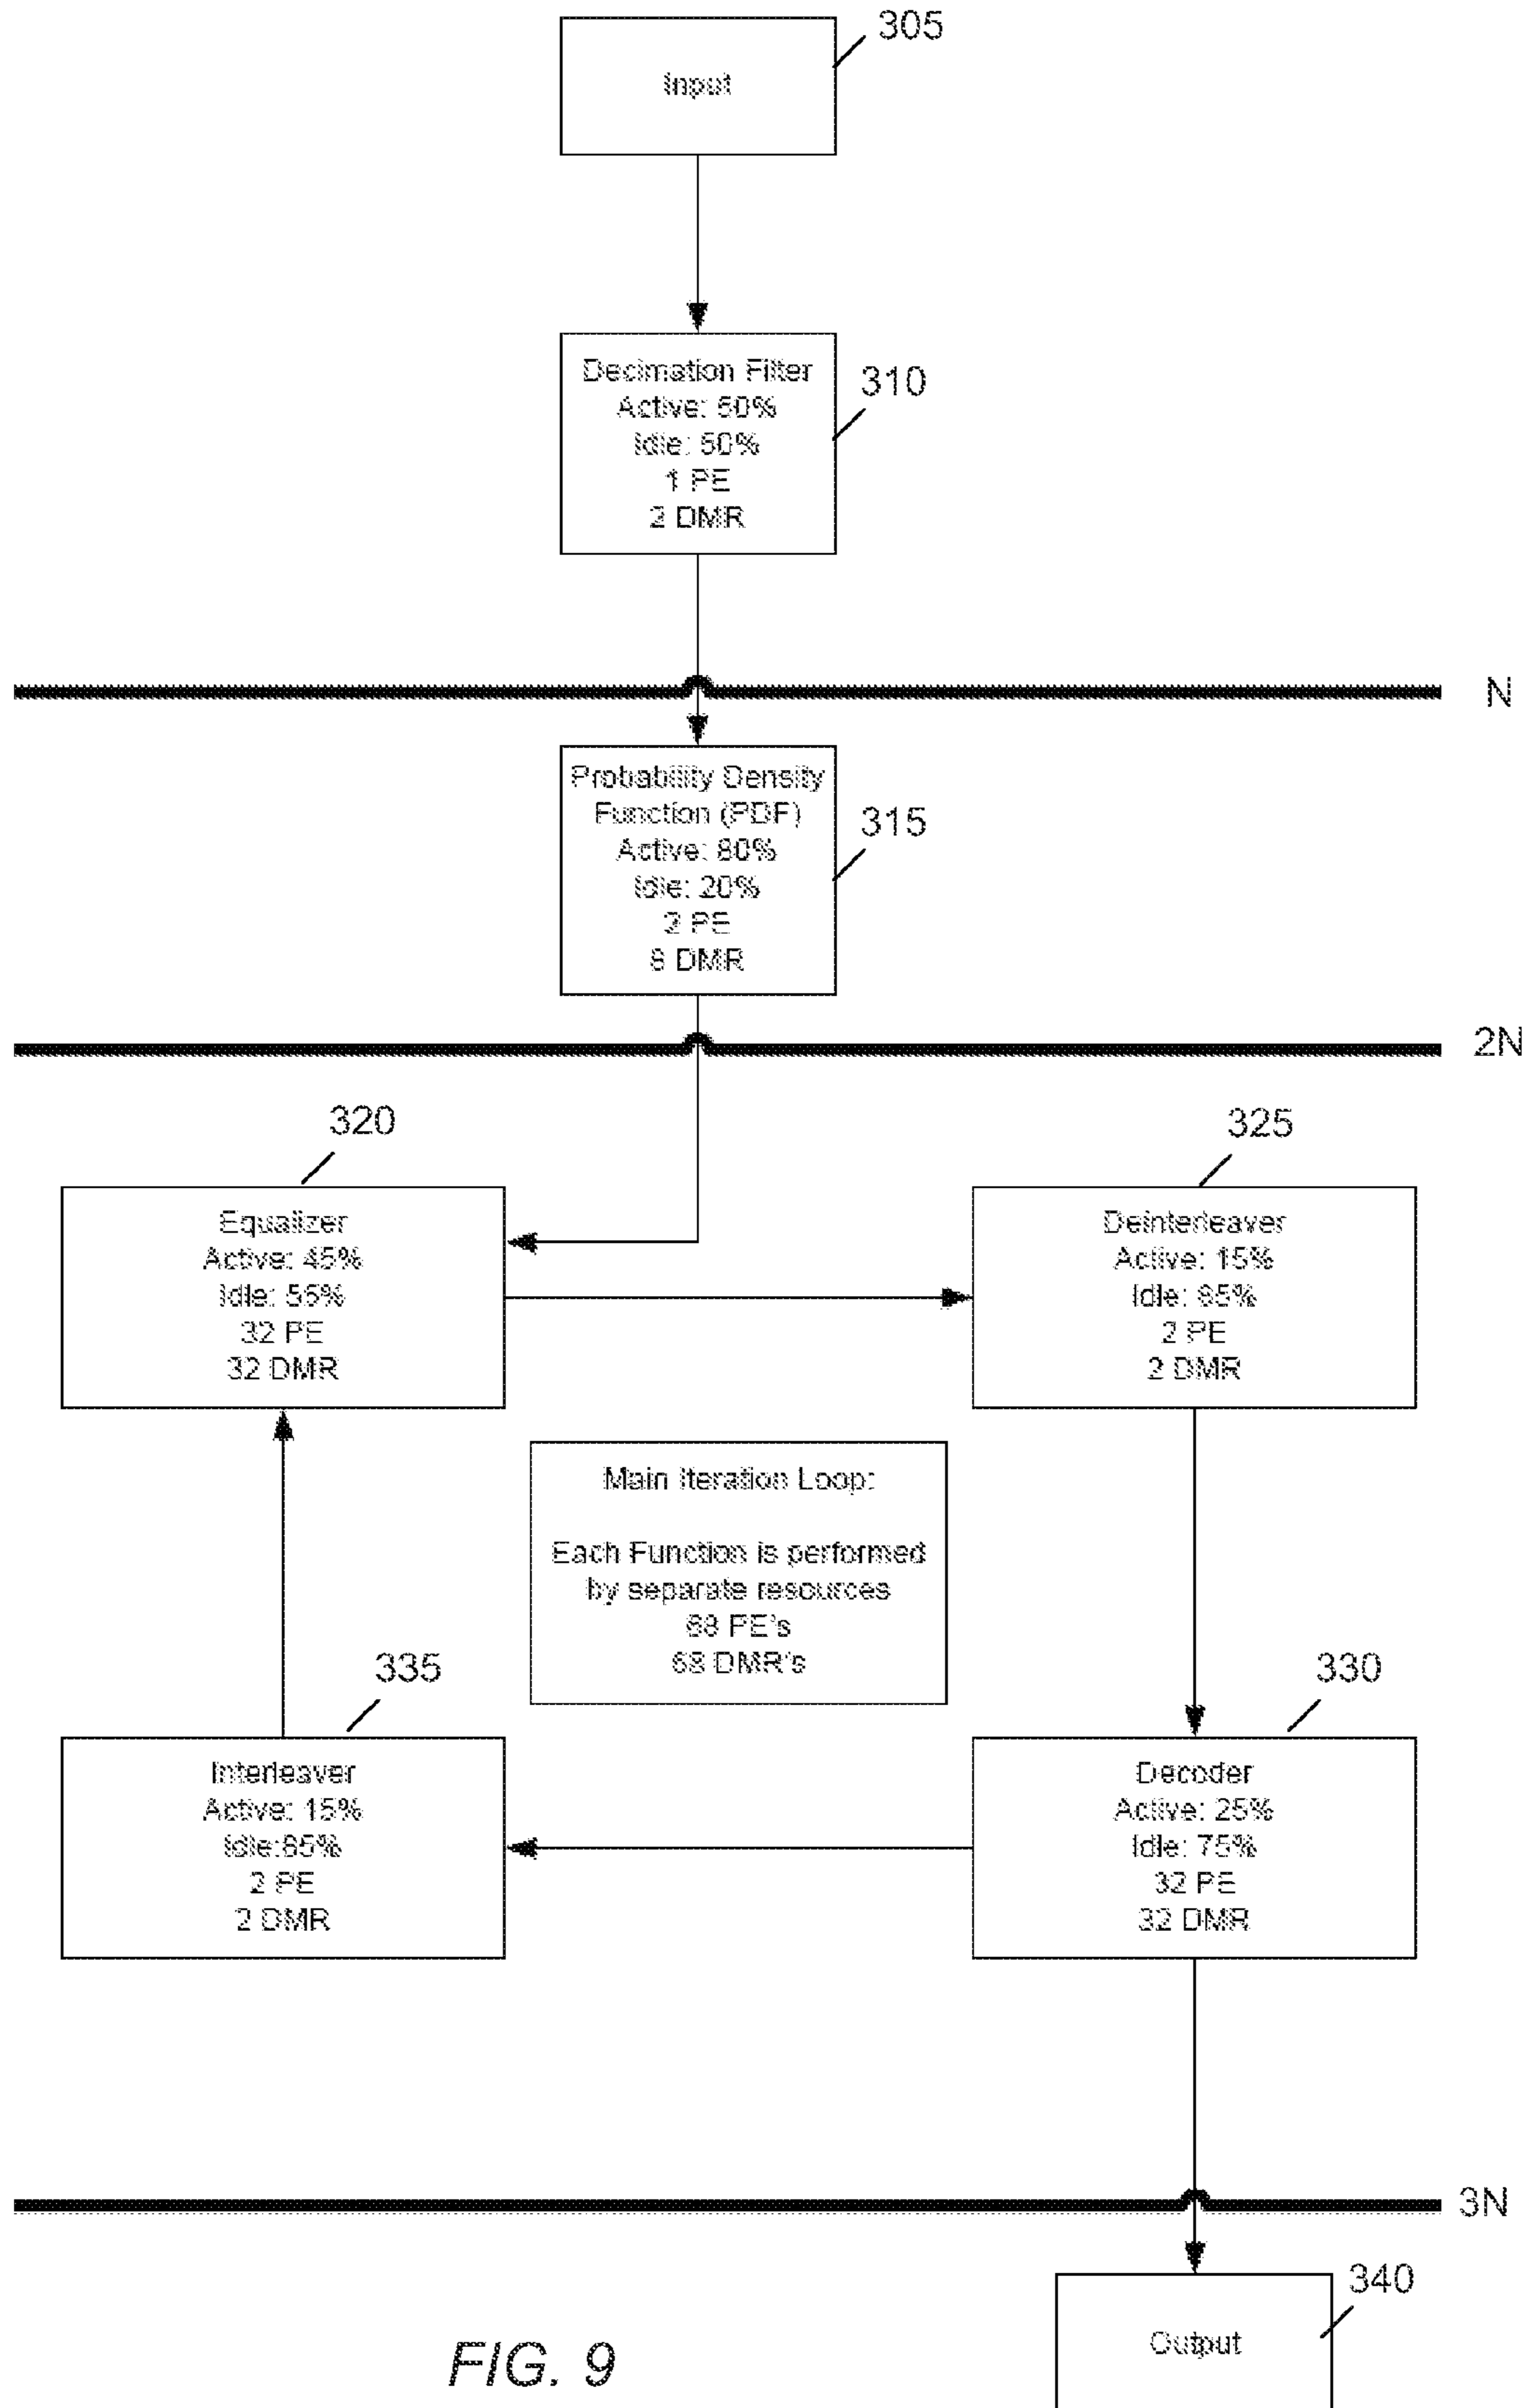 305
Input
Decimation Filter
Active: 50%
Idle: 50%
1 PE
2 DMR
310
N
Probability Density
Function (PDF)
Active: 80%
Idle: 20%
2 PE
DMR
315
2N
320
Equalizer
Active: 45%
Idle: 55%
32 PE
32 DMR
325
Deinterleaver
Active: 15%
Idle: 85%
2 PE
2 DMR
Main Iteration Loop:
Each Function is performed
by separate resources
68 PE's
68 DMR's
335
Interleaver
Active: 15%
Idle:85%
2 PE
2 DMR
330
Decoder
Active: 25%
Idle: 75%
32 PE
32 DMR
3N
340
Output
FIG. 9